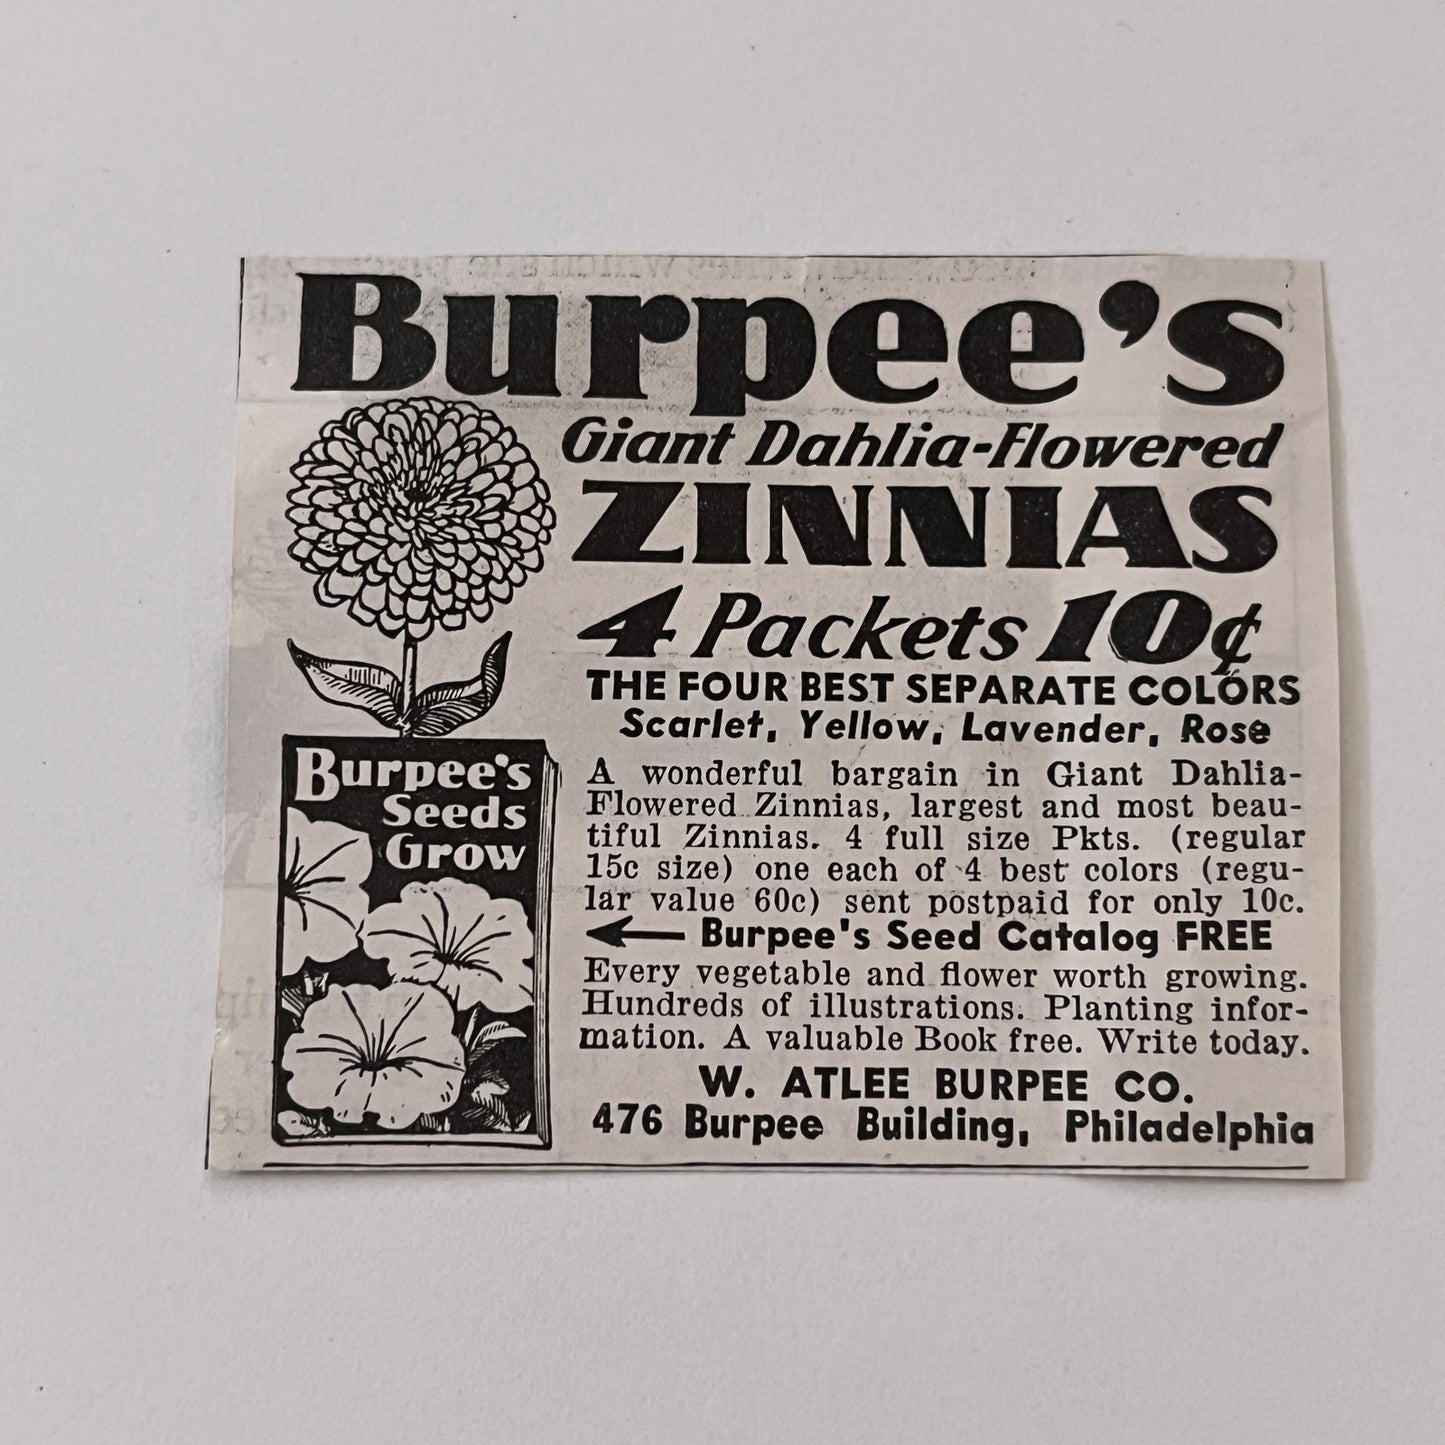 Burpee's
Giant Dahlia-Flowered
ZINNIAS
4 Packets 10¢
THE FOUR BEST SEPARATE COLORS
Scarlet, Yellow, Lavender, Rose
A wonderful bargain in Giant Dahlia-
Flowered Zinnias, largest and most beau-
tiful Zinnias. 4 full size Pkts. (regular
15c size) one each of 4 best colors (regu-
lar value 60c) sent postpaid for only 10c.
Burpee's Seed Catalog FREE
Every vegetable and flower worth growing.
Hundreds of illustrations. Planting infor-
mation. A valuable Book free. Write today.
W. ATLEE BURPEE CO.
476 Burpee Building, Philadelphia
Burpee's
Seeds
Grow